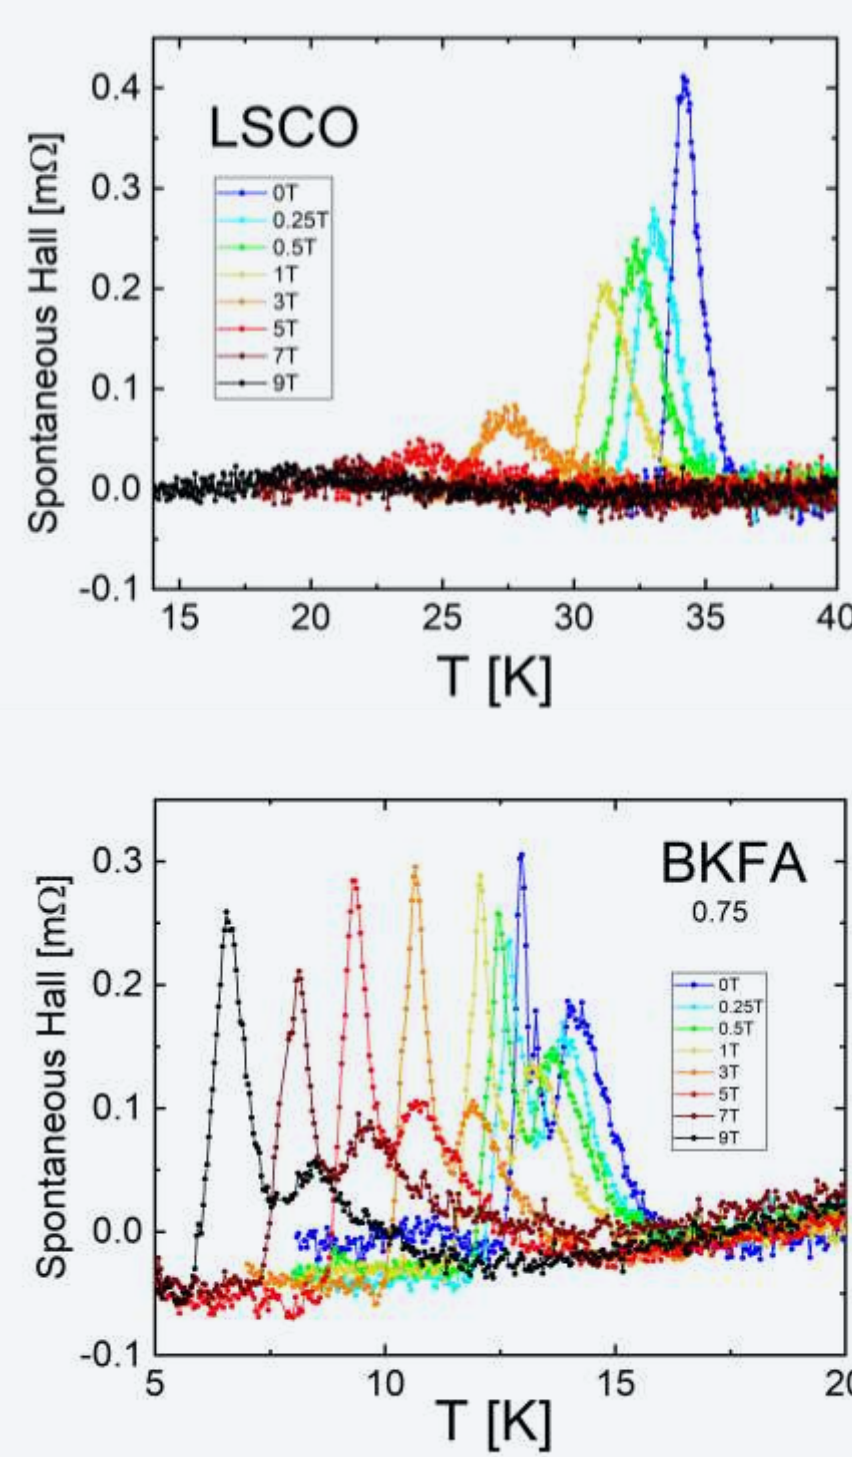 LSCO
Spontaneous Hall [mΩ]
0.4
0.3
0.2
0.1
0.0
-0.1
0T
0.25T
0.5T
1T
3T
5T
7T
9T
15 20 25 30 35 40
T [K]
BKFA
0.75
Spontaneous Hall [mΩ]
0.3
0.2
0.1
0.0
-0.1
0T
0.25T
0.5T
1T
3T
5T
7T
9T
5 10 15 20
T [K]